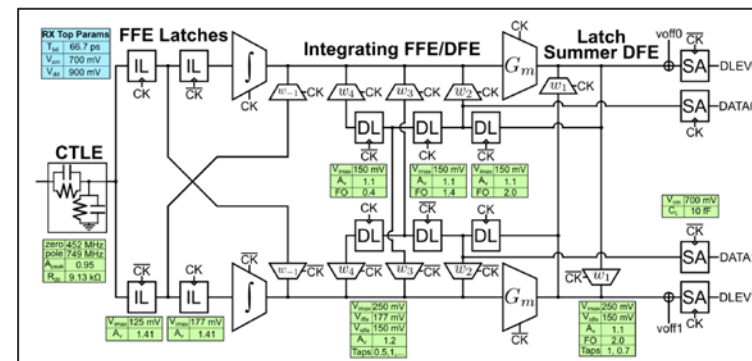 RX Top Params
T_bit 66.7 ps
V_cm 700 mV
V_dd 900 mV
FFE Latches
Integrating FFE/DFE
Latch
Summer DFE
voff0
CK
CK
IL
IL
∫
CK
CK
CK
w_-1
CK
w_4
CK
w_3
CK
w_2
CK
G_m
w_1
CK
CK
SA
DLEV
SA
DATA
CK
DL
DL
DL
CK
CK
CK
CTLE
V_max 150 mV
A_v 1.1
FO 0.4
V_max 150 mV
A_v 1.1
FO 1.4
V_max 150 mV
A_v 1.1
FO 2.0
V_cm 700 mV
C_L 10 fF
CK
CK
CK
DL
DL
DL
zero 452 MHz
pole 749 MHz
A_peak 0.95
R_dc 9.13 kΩ
CK
CK
CK
IL
IL
∫
w_-1
CK
w_4
CK
w_3
CK
w_2
CK
G_m
CK
CK
w_1
SA
DATA
CK
SA
DLEV
CK
voff1
V_max 125 mV
A_v 1.41
V_max 177 mV
A_v 1.41
V_max 250 mV
V_dfe 150 mV
A_v 1.2
Taps 0.5,1,...
V_max 250 mV
V_dfe 150 mV
A_v 1.1
FO 2.0
Taps 1, 0.7